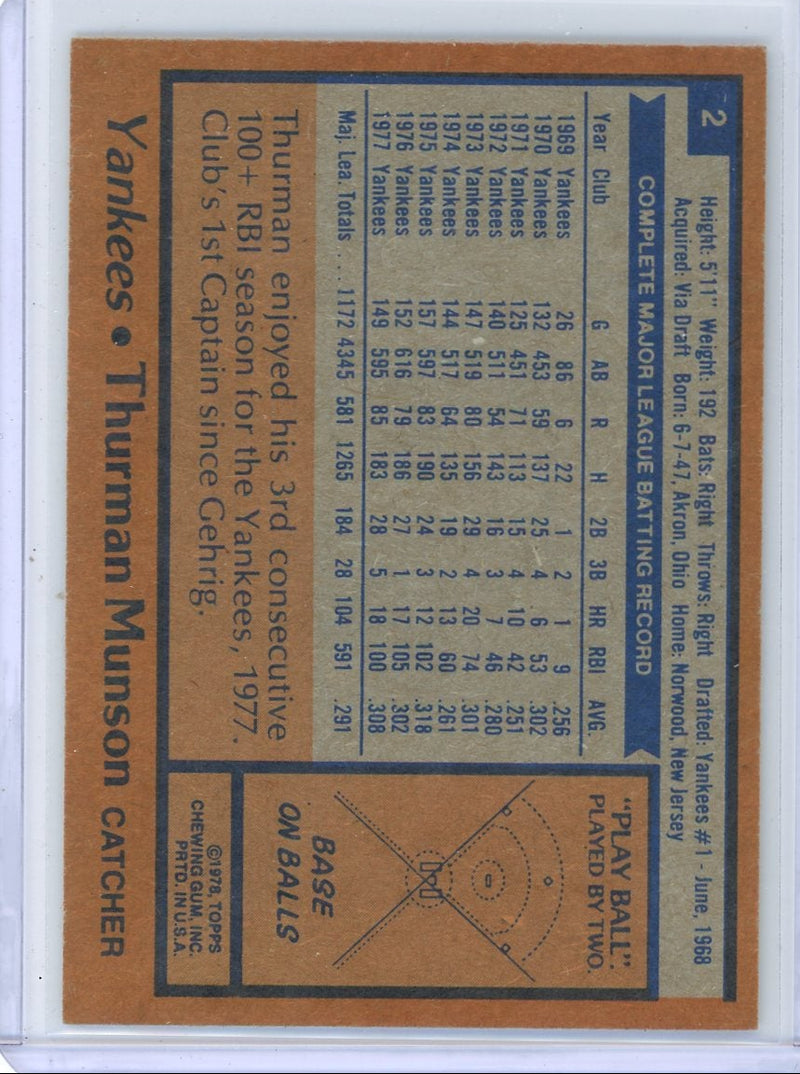 2
Height: 5'11" Weight: 192 Bats: Right Throws: Right Drafted: Yankees #1 - June, 1968
Acquired: Via Draft Born: 6-7-47, Akron, Ohio Home: Norwood, New Jersey
COMPLETE MAJOR LEAGUE BATTING RECORD
Year Club G AB R H 2B 3B HR RBI AVG.
1969 Yankees 26 86 6 22 1 2 1 9 .256
1970 Yankees 132 453 59 137 25 4 6 53 .302
1971 Yankees 125 451 71 113 15 4 10 42 .251
1972 Yankees 140 511 54 143 16 3 7 46 .280
1973 Yankees 147 519 80 156 29 4 20 74 .301
1974 Yankees 144 517 64 135 19 2 13 60 .261
1975 Yankees 157 597 83 190 24 3 12 102 .318
1976 Yankees 152 616 79 186 27 1 17 105 .302
1977 Yankees 149 595 85 183 28 5 18 100 .308
Maj. Lea. Totals . . . 1172 4345 581 1265 184 28 104 591 .291
Thurman enjoyed his 3rd consecutive
100+ RBI season for the Yankees, 1977.
Club's 1st Captain since Gehrig.
"PLAY BALL".
PLAYED BY TWO.
BASE
ON BALLS
©1978, TOPPS
CHEWING GUM, INC.
PRTD. IN U.S.A.
Yankees • Thurman Munson CATCHER